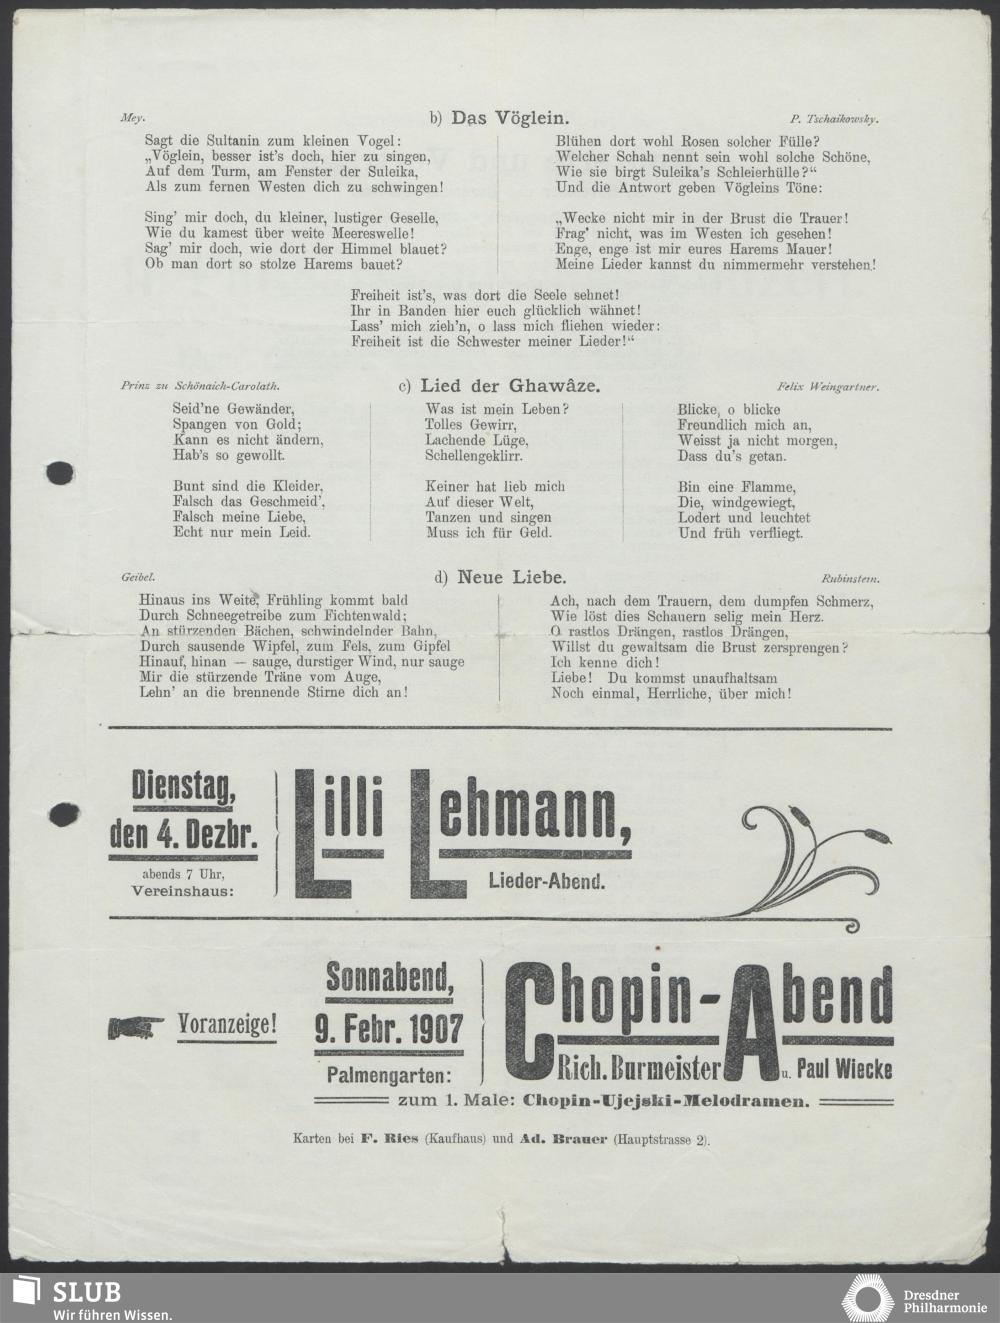 Mey. b) Das Vöglein. P. Tschaikowsky.
Sagt die Sultanin zum kleinen Vogel:
„Vöglein, besser ist's doch, hier zu singen,
Auf dem Turm, am Fenster der Suleika,
Als zum fernen Westen dich zu schwingen!
Sing' mir doch, du kleiner, lustiger Geselle,
Wie du kamest über weite Meereswelle!
Sag' mir doch, wie dort der Himmel blauet?
Ob man dort so stolze Harems bauet?
Blühen dort wohl Rosen solcher Fülle?
Welcher Schah nennt sein wohl solche Schöne,
Wie sie birgt Suleika's Schleierhülle?“
Und die Antwort geben Vögleins Töne:
„Wecke nicht mir in der Brust die Trauer!
Frag' nicht, was im Westen ich gesehen!
Enge, enge ist mir eures Harems Mauer!
Meine Lieder kannst du nimmermehr verstehen!
Freiheit ist's, was dort die Seele sehnet!
Ihr in Banden hier euch glücklich wähnet!
Lass' mich zieh'n, o lass mich fliehen wieder:
Freiheit ist die Schwester meiner Lieder!“
Prinz zu Schönaich-Carolath. c) Lied der Ghawâze. Felix Weingartner.
Seid'ne Gewänder,
Spangen von Gold;
Kann es nicht ändern,
Hab's so gewollt.
Bunt sind die Kleider,
Falsch das Geschmeid',
Falsch meine Liebe,
Echt nur mein Leid.
Was ist mein Leben?
Tolles Gewirr,
Lachende Lüge,
Schellengeklirr.
Keiner hat lieb mich
Auf dieser Welt,
Tanzen und singen
Muss ich für Geld.
Blicke, o blicke
Freundlich mich an,
Weisst ja nicht morgen,
Dass du's getan.
Bin eine Flamme,
Die, windgewiegt,
Lodert und leuchtet
Und früh verfliegt.
Geibel. d) Neue Liebe. Rubinstein.
Hinaus ins Weite, Frühling kommt bald
Durch Schneegetreibe zum Fichtenwald;
An stürzenden Bächen, schwindelnder Bahn,
Durch sausende Wipfel, zum Fels, zum Gipfel
Hinauf, hinan — sauge, durstiger Wind, nur sauge
Mir die stürzende Träne vom Auge,
Lehn' an die brennende Stirne dich an!
Ach, nach dem Trauern, dem dumpfen Schmerz,
Wie löst dies Schauern selig mein Herz.
O rastlos Drängen, rastlos Drängen,
Willst du gewaltsam die Brust zersprengen?
Ich kenne dich!
Liebe! Du kommst unaufhaltsam
Noch einmal, Herrliche, über mich!
Dienstag,
den 4. Dezbr.
abends 7 Uhr,
Vereinshaus:
Lilli Lehmann,
Lieder-Abend.
Voranzeige!
Sonnabend,
9. Febr. 1907
Palmengarten:
Chopin-Abend
Rich. Burmeister u. Paul Wiecke
zum 1. Male: Chopin-Ujejski-Melodramen.
Karten bei F. Ries (Kaufhaus) und Ad. Brauer (Hauptstrasse 2).
SLUB
Wir führen Wissen.
Dresdner
Philharmonie